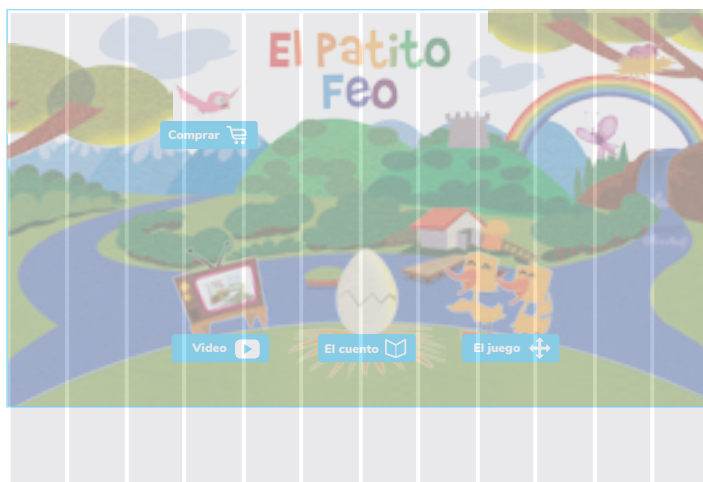 El Patito
Feo
Comprar
Video
El cuento
El juego